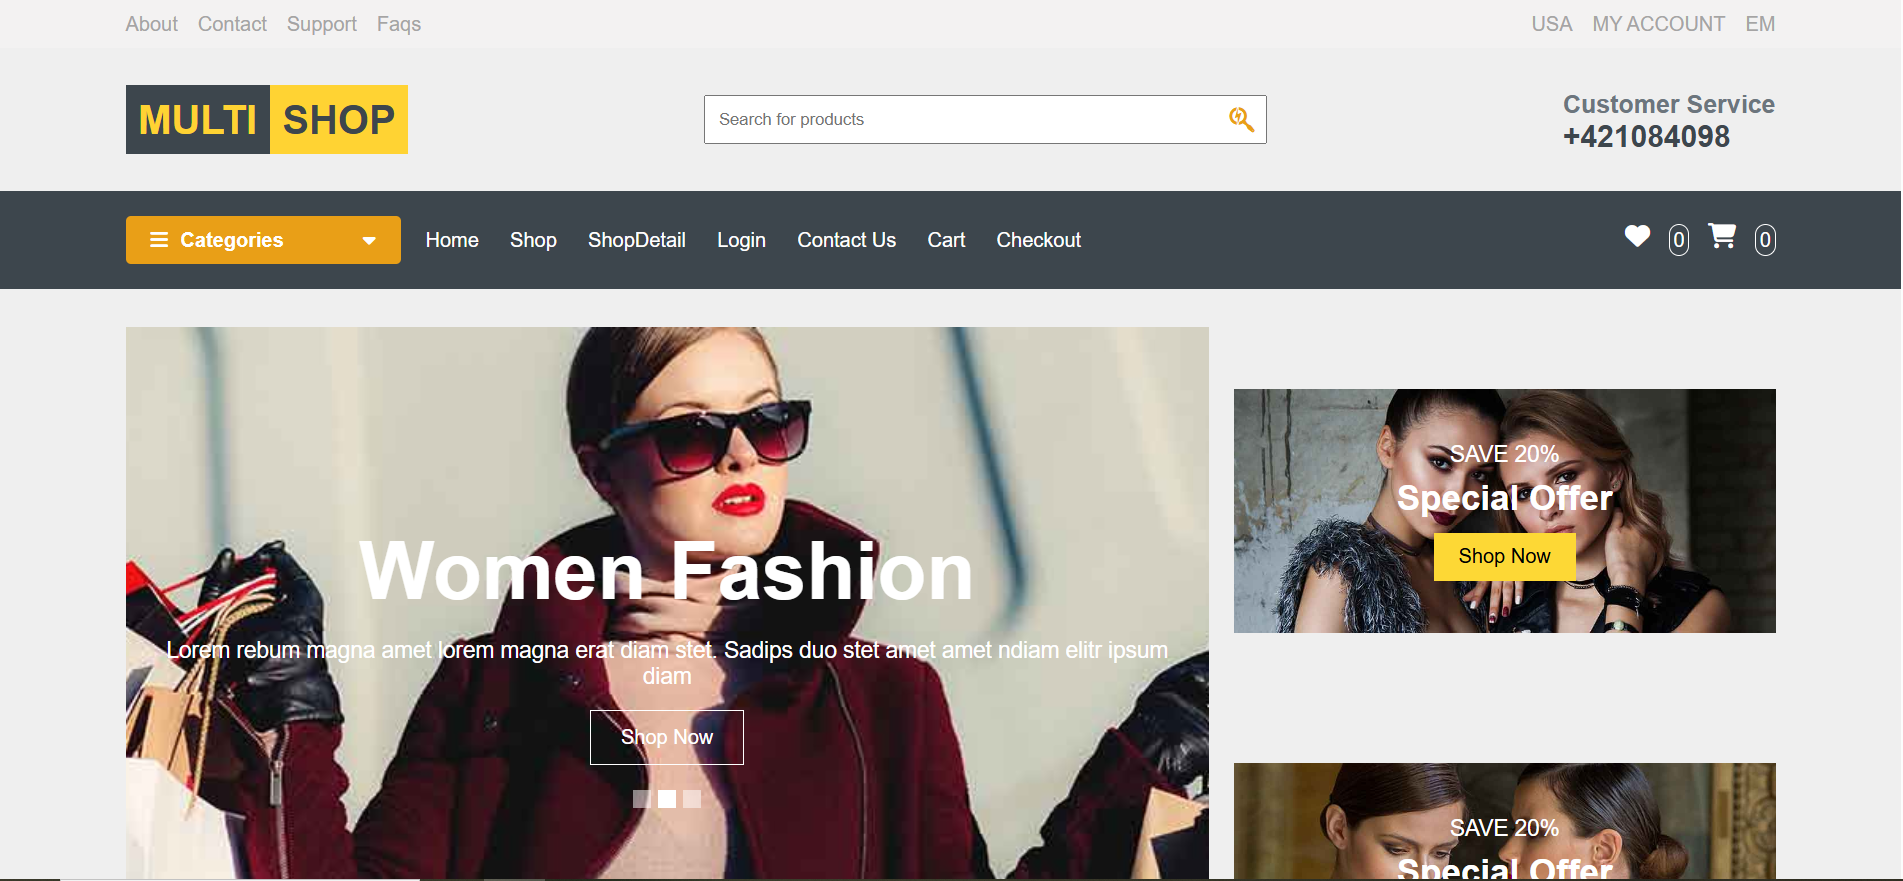 About Contact Support Faqs USA MY ACCOUNT EM
MULTI SHOP
Search for products
Customer Service
+421084098
Categories Home Shop ShopDetail Login Contact Us Cart Checkout 0 0
Women Fashion
Lorem rebum magna amet lorem magna erat diam stet. Sadips duo stet amet amet ndiam elitr ipsum
diam
Shop Now
SAVE 20%
Special Offer
Shop Now
SAVE 20%
Special Offer